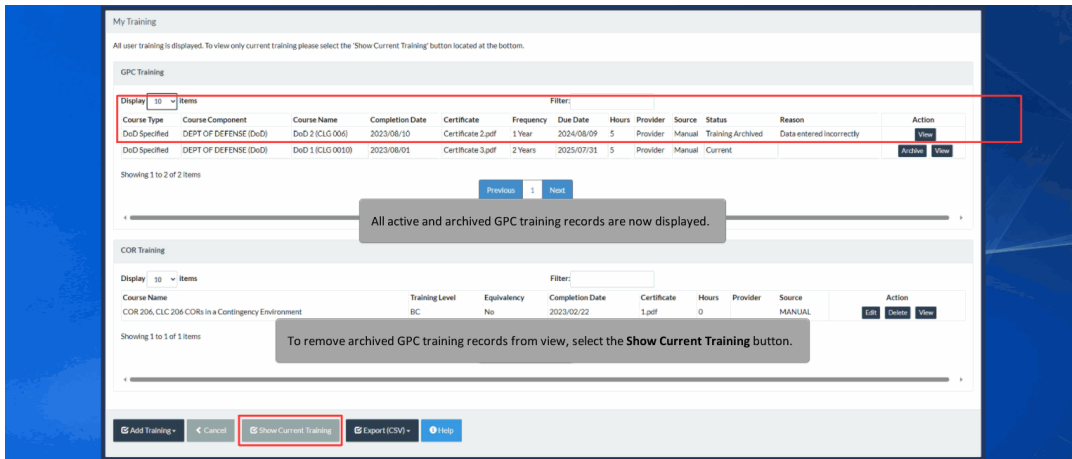 My Training
All user training is displayed. To view only current training please select the 'Show Current Training' button located at the bottom.
GPC Training
Display 10 items Filter:
Course Type Course Component Course Name Completion Date Certificate Frequency Due Date Hours Provider Source Status Reason Action
DoD Specified DEPT OF DEFENSE (DoD) DoD 2 (CLG 006) 2023/08/10 Certificate 2.pdf 1 Year 2024/08/09 5 Provider Manual Training Archived Data entered incorrectly View
DoD Specified DEPT OF DEFENSE (DoD) DoD 1 (CLG 0010) 2023/08/01 Certificate 3.pdf 2 Years 2025/07/31 5 Provider Manual Current Archive View
Showing 1 to 2 of 2 items
Previous 1 Next
All active and archived GPC training records are now displayed.
COR Training
Display 10 items Filter:
Course Name Training Level Equivalency Completion Date Certificate Hours Provider Source Action
COR 206, CLC 206 CORs in a Contingency Environment BC No 2023/02/22 1.pdf 0 MANUAL Edit Delete View
Showing 1 to 1 of 1 items
To remove archived GPC training records from view, select the Show Current Training button.
Add Training Cancel Show Current Training Export (CSV) Help